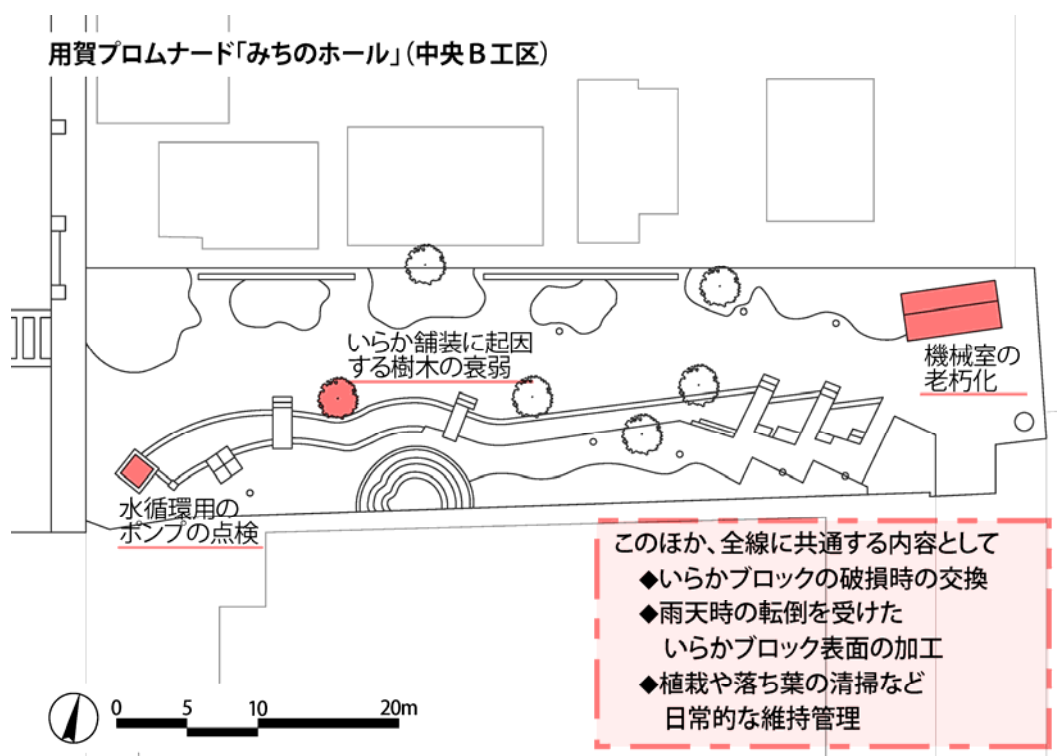 用賀プロムナード「みちのホール」（中央Ｂ工区）
いらか舗装に起因
する樹木の衰弱
機械室の
老朽化
水循環用の
ポンプの点検
このほか、全線に共通する内容として
◆いらかブロックの破損時の交換
◆雨天時の転倒を受けた
いらかブロック表面の加工
◆植栽や落ち葉の清掃など
日常的な維持管理
0 5 10 20m